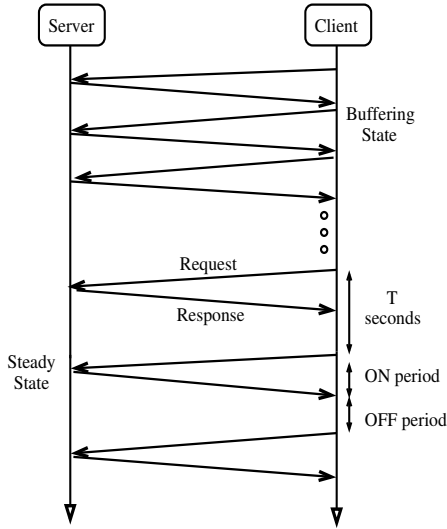 Server
Client
Buffering
State
Request
Response
T
seconds
Steady
State
ON period
OFF period